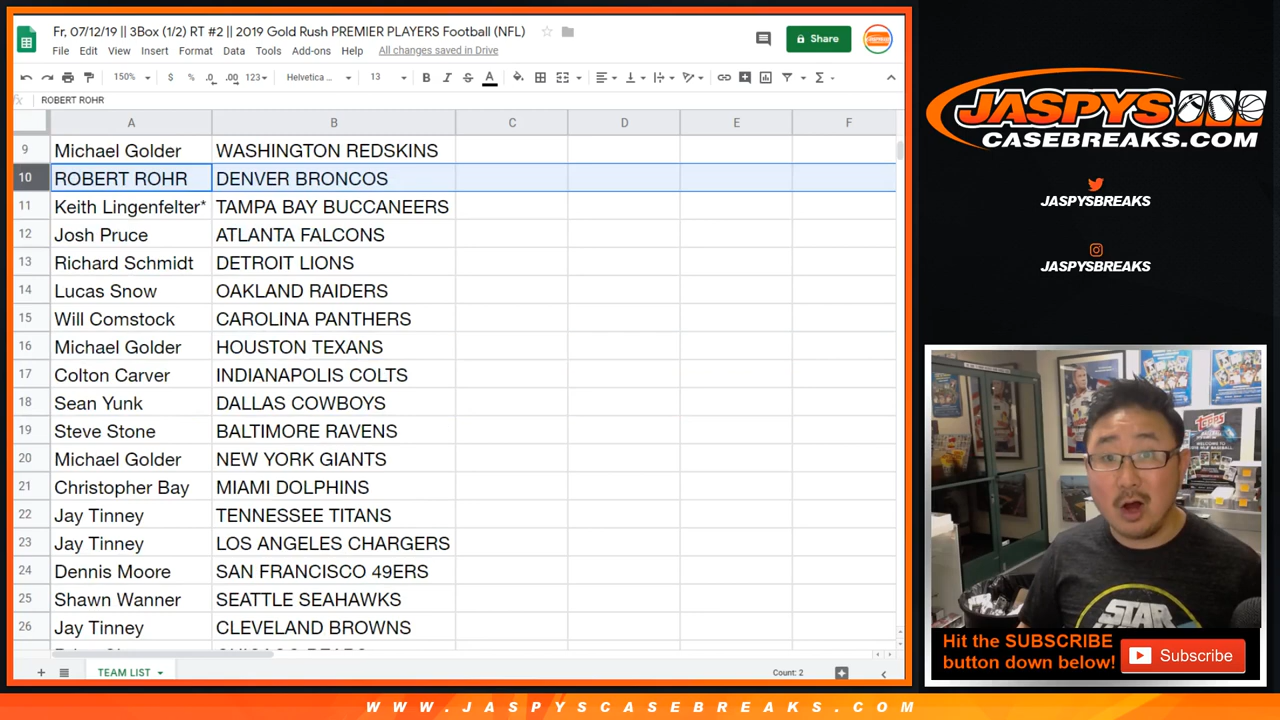 Fr, 07/12/19 || 3Box (1/2) RT #2 || 2019 Gold Rush PREMIER PLAYERS Football (NFL)
File Edit View Insert Format Data Tools Add-ons Help All changes saved in Drive
Share
150% $ % .0 .00 123 Helvetica ... 13 B I S A
fx ROBERT ROHR
A B C D E F
9 Michael Golder WASHINGTON REDSKINS
10 ROBERT ROHR DENVER BRONCOS
11 Keith Lingenfelter* TAMPA BAY BUCCANEERS
12 Josh Pruce ATLANTA FALCONS
13 Richard Schmidt DETROIT LIONS
14 Lucas Snow OAKLAND RAIDERS
15 Will Comstock CAROLINA PANTHERS
16 Michael Golder HOUSTON TEXANS
17 Colton Carver INDIANAPOLIS COLTS
18 Sean Yunk DALLAS COWBOYS
19 Steve Stone BALTIMORE RAVENS
20 Michael Golder NEW YORK GIANTS
21 Christopher Bay MIAMI DOLPHINS
22 Jay Tinney TENNESSEE TITANS
23 Jay Tinney LOS ANGELES CHARGERS
24 Dennis Moore SAN FRANCISCO 49ERS
25 Shawn Wanner SEATTLE SEAHAWKS
26 Jay Tinney CLEVELAND BROWNS
TEAM LIST
Count: 2
JASPYS
CASEBREAKS.COM
JASPYSBREAKS
JASPYSBREAKS
TOPPS
STAR
Hit the SUBSCRIBE
button down below!
Subscribe
WWW.JASPYSCASEBREAKS.COM